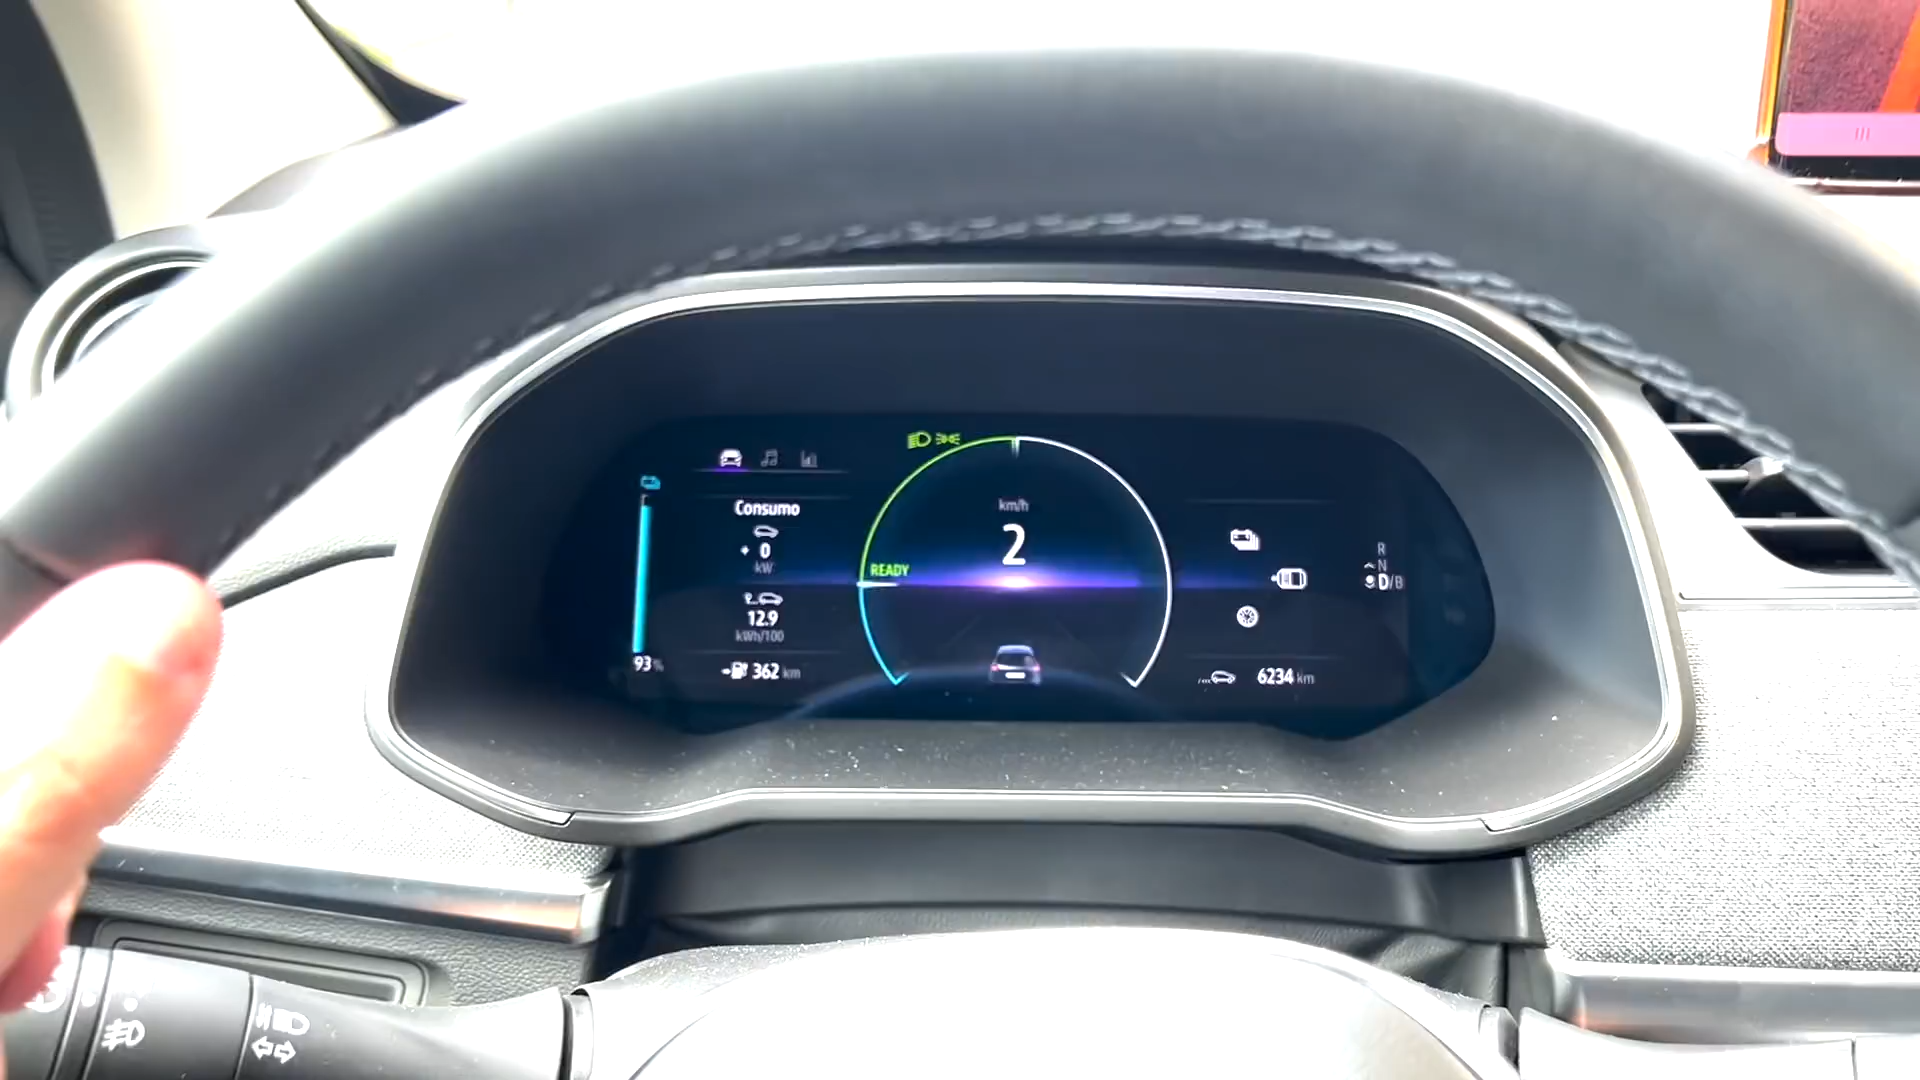 Consumo
0
kW
12.9
kWh/100
93%
362 km
km/h
2
READY
R
N
D/B
6234 km